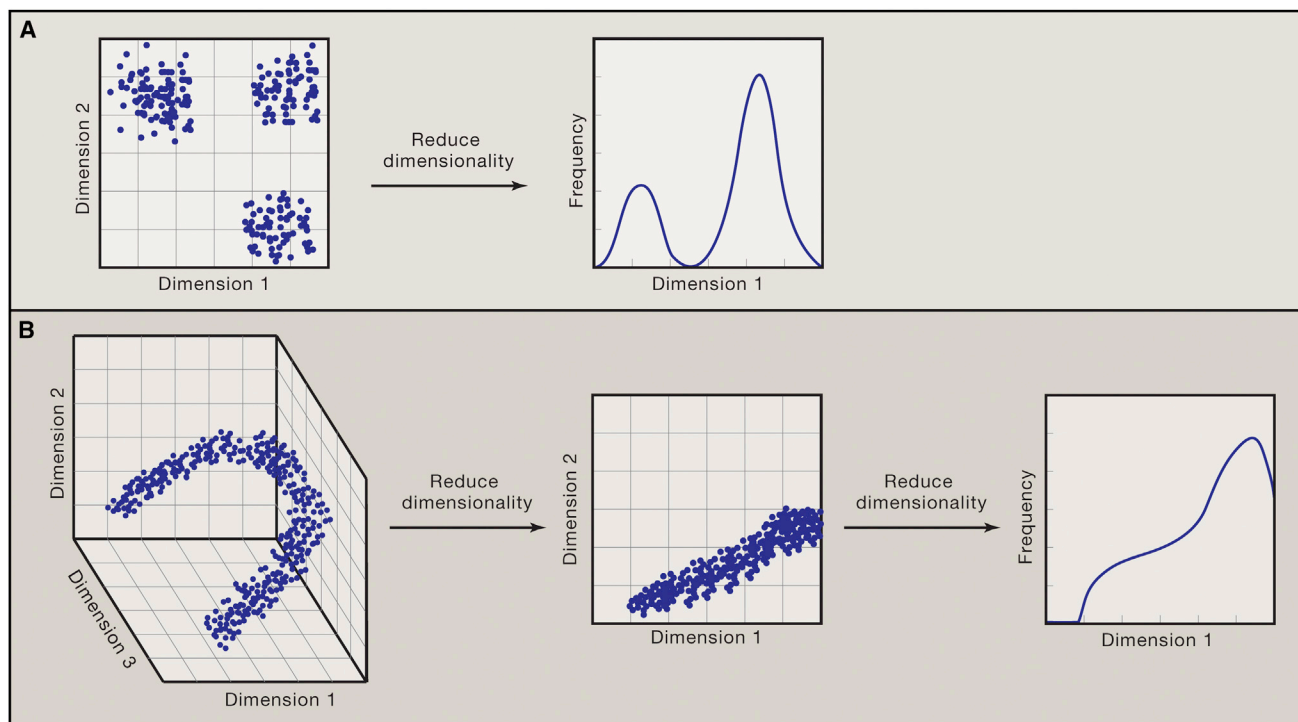 A
Dimension 2
Dimension 1
Reduce
dimensionality
Frequency
Dimension 1
B
Dimension 2
Dimension 3
Dimension 1
Reduce
dimensionality
Dimension 2
Dimension 1
Reduce
dimensionality
Frequency
Dimension 1